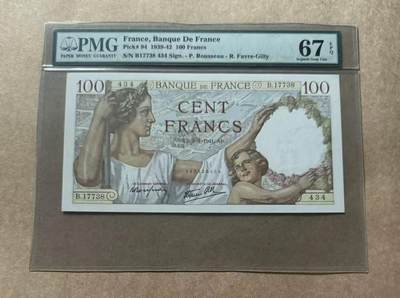 PMG
PAPER MONEY GUARANTY
France, Banque De France
Pick# 94 1939-42 100 Francs
S/N B17738 434 Sign. - P. Rousseau - R. Favre-Gilly
67 EPQ
Superb Gem Unc
100
434
BANQUE DE FRANCE
B.17738
100
CENT
FRANCS
B.17738
434